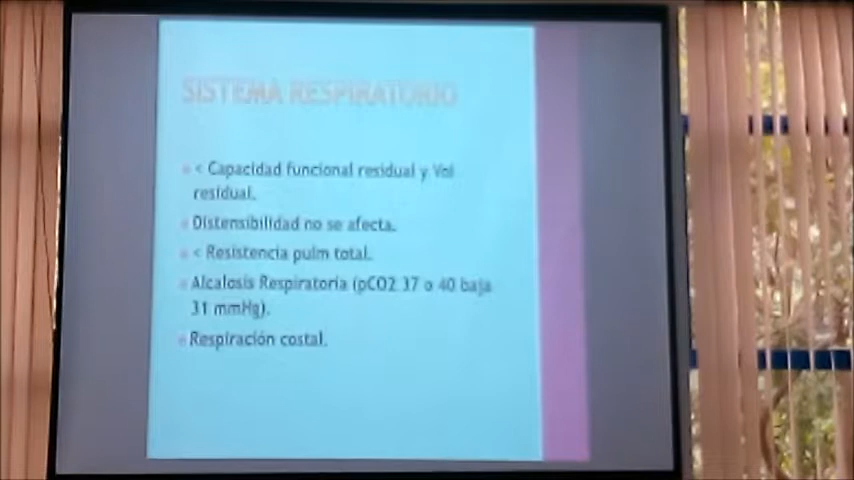 SISTEMA RESPIRATORIO
< Capacidad funcional residual y Vol
residual.
Distensibilidad no se afecta.
< Resistencia pulm total.
Alcalosis Respiratoria (pCO2 37 o 40 baja
31 mmHg).
Respiración costal.